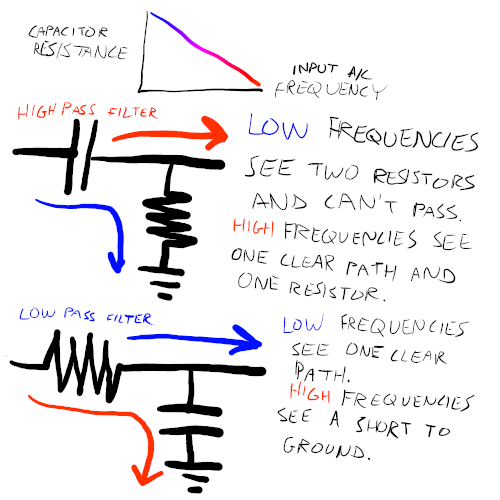 CAPACITOR
RESISTANCE
INPUT A/C
FREQUENCY
HIGH PASS FILTER
LOW FREQUENCIES
SEE TWO RESISTORS
AND CAN'T PASS.
HIGH FREQUENCIES SEE
ONE CLEAR PATH AND
ONE RESISTOR.
LOW PASS FILTER
LOW FREQUENCIES
SEE ONE CLEAR
PATH.
HIGH FREQUENCIES
SEE A SHORT TO
GROUND.